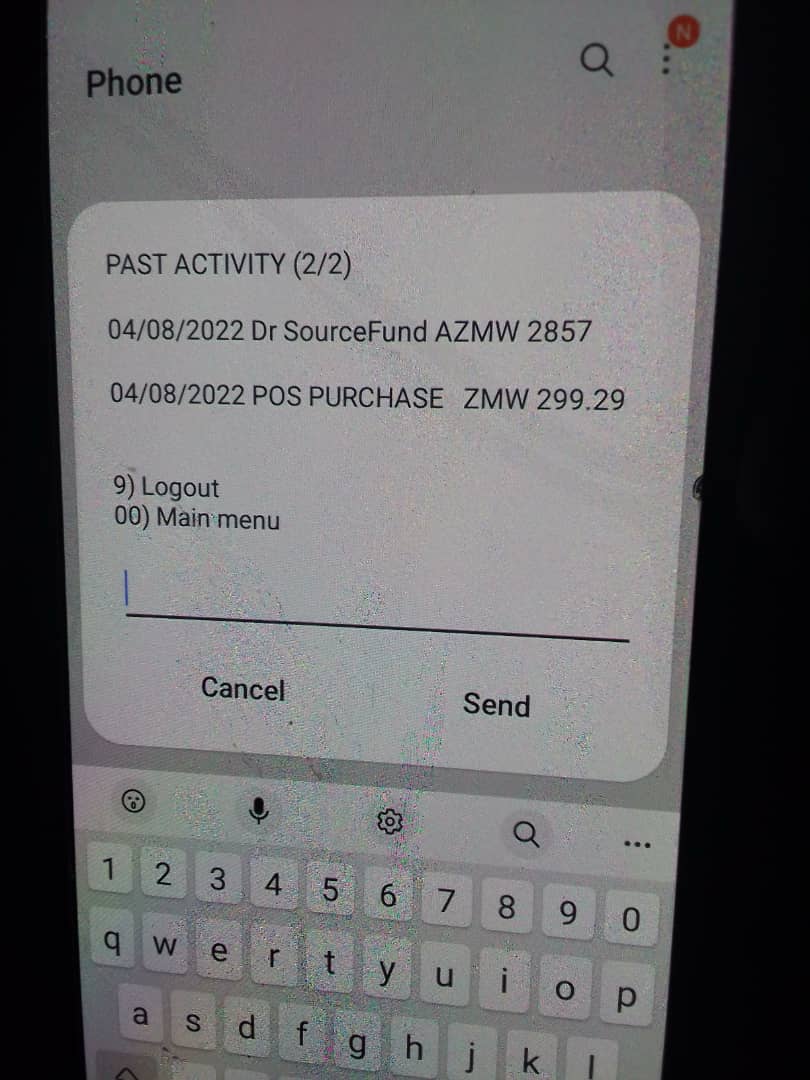 N
Phone
PAST ACTIVITY (2/2)
04/08/2022 Dr SourceFund AZMW 2857
04/08/2022 POS PURCHASE ZMW 299.29
9) Logout
00) Main menu
Cancel
Send
1 2 3 4 5 6 7 8 9 0
q w e r t y u i o p
a s d f g h j k l